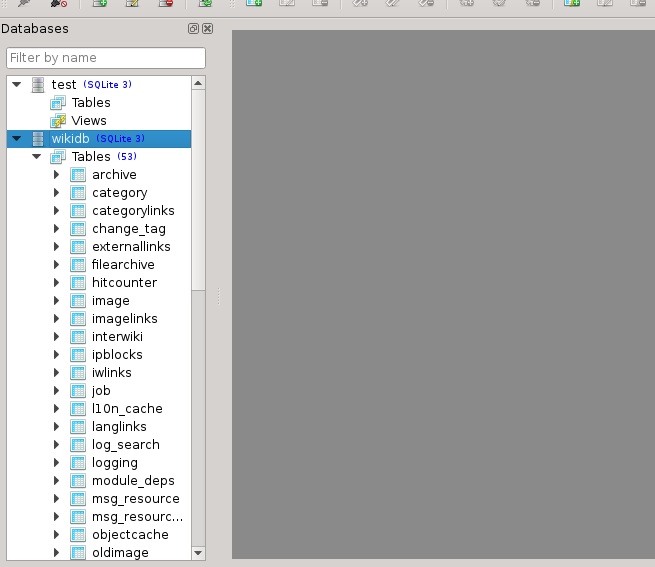 Databases
Filter by name
test (SQLite 3)
Tables
Views
wikidb (SQLite 3)
Tables (53)
archive
category
categorylinks
change_tag
externallinks
filearchive
hitcounter
image
imagelinks
interwiki
ipblocks
iwlinks
job
l10n_cache
langlinks
log_search
logging
module_deps
msg_resource
msg_resourc...
objectcache
oldimage